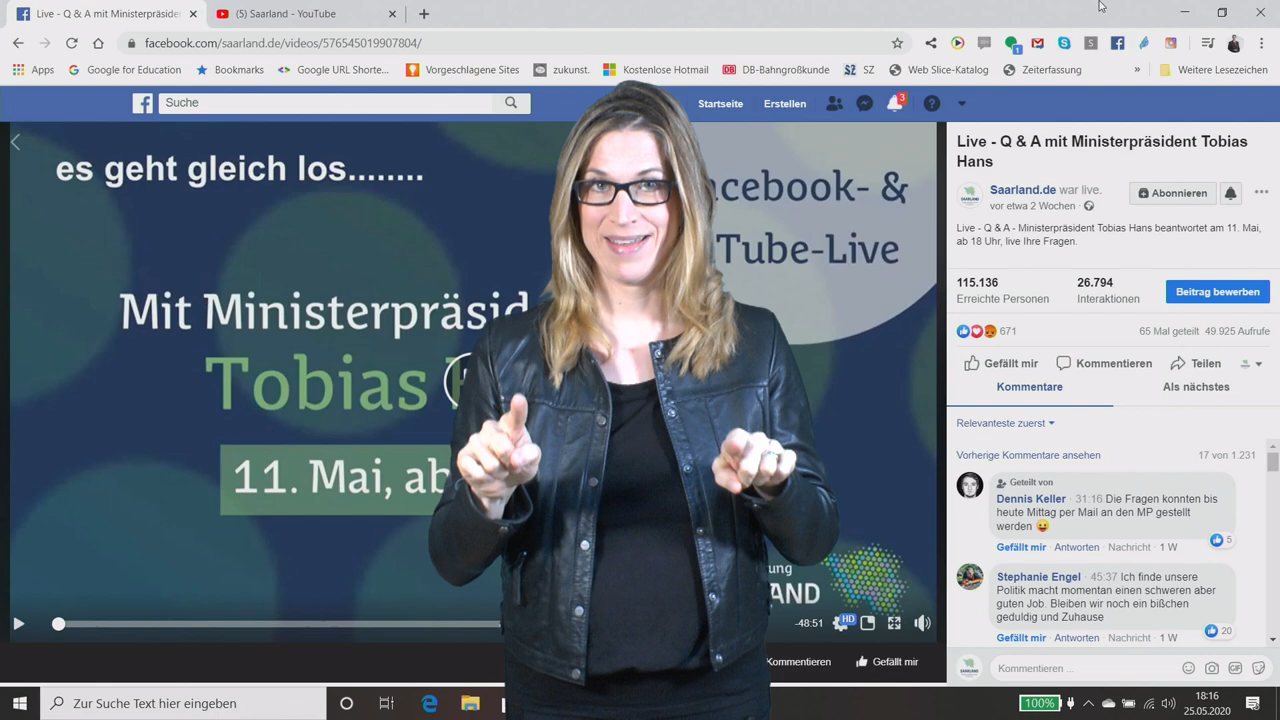 Live - Q & A mit Ministerpräsiden
(5) Saarland - YouTube
facebook.com/saarland.de/videos/576545019907804/
1
Apps
Google for Education
Bookmarks
Google URL Shorte...
Vorgeschlagene Sites
zukunst.
Kostenlose Hotmail
DB-Bahngroßkunde
SZ
Web Slice-Katalog
Zeiterfassung
»
Weitere Lesezeichen
Suche
Startseite
Erstellen
3
es geht gleich los........
acebook- &
Tube-Live
Mit Ministerpräsid
Tobias
11. Mai, ab
ung
AND
-48:51
HD
Kommentieren
Gefällt mir
Live - Q & A mit Ministerpräsident Tobias
Hans
Saarland.de war live.
vor etwa 2 Wochen ·
Abonnieren
Live - Q & A - Ministerpräsident Tobias Hans beantwortet am 11. Mai,
ab 18 Uhr, live Ihre Fragen.
115.136
Erreichte Personen
26.794
Interaktionen
Beitrag bewerben
671
65 Mal geteilt 49.925 Aufrufe
Gefällt mir
Kommentieren
Teilen
Kommentare
Als nächstes
Relevanteste zuerst
Vorherige Kommentare ansehen
17 von 1.231
Geteilt von
Dennis Keller · 31:16 Die Fragen konnten bis
heute Mittag per Mail an den MP gestellt
werden 😜
5
Gefällt mir · Antworten · Nachricht · 1 W
Stephanie Engel · 45:37 Ich finde unsere
Politik macht momentan einen schweren aber
guten Job. Bleiben wir noch ein bißchen
geduldig und Zuhause
20
Gefällt mir · Antworten · Nachricht · 1 W
Kommentieren ...
GIF
Zur Suche Text hier eingeben
100%
18:16
25.05.2020